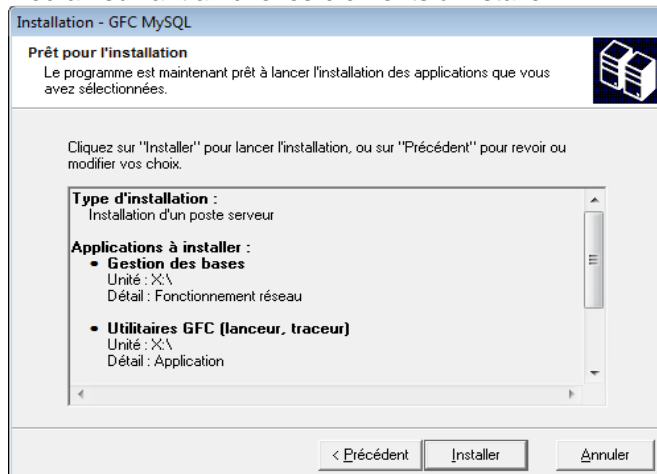 Installation - GFC MySQL
Prêt pour l'installation
Le programme est maintenant prêt à lancer l'installation des applications que vous
avez sélectionnées.
Cliquez sur "Installer" pour lancer l'installation, ou sur "Précédent" pour revoir ou
modifier vos choix.
Type d'installation :
Installation d'un poste serveur
Applications à installer :
• Gestion des bases
Unité : X:\
Détail : Fonctionnement réseau
• Utilitaires GFC (lanceur, traceur)
Unité : X:\
Détail : Application
< Précédent
Installer
Annuler